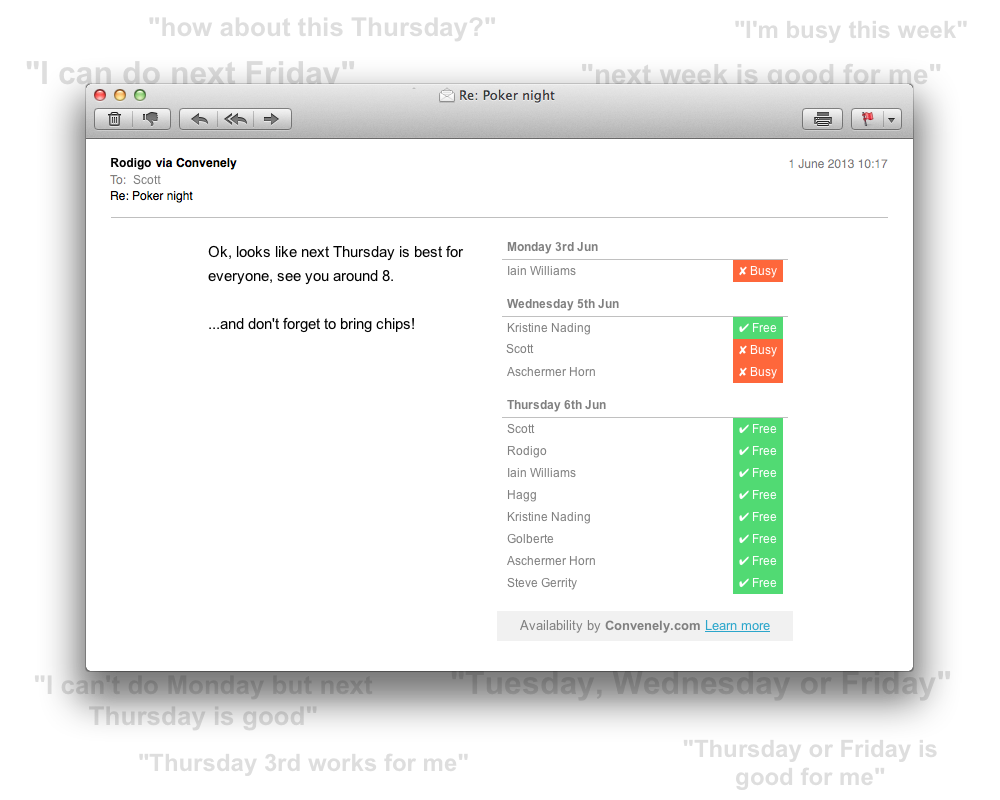 "how about this Thursday?"
"I'm busy this week"
"I can do next Friday"
"next week is good for me"
Re: Poker night
Rodigo via Convenely
1 June 2013 10:17
To: Scott
Re: Poker night
Ok, looks like next Thursday is best for
everyone, see you around 8.
...and don't forget to bring chips!
Monday 3rd Jun
Iain Williams ✘ Busy
Wednesday 5th Jun
Kristine Nading ✔ Free
Scott ✘ Busy
Aschermer Horn ✘ Busy
Thursday 6th Jun
Scott ✔ Free
Rodigo ✔ Free
Iain Williams ✔ Free
Hagg ✔ Free
Kristine Nading ✔ Free
Golberte ✔ Free
Aschermer Horn ✔ Free
Steve Gerrity ✔ Free
Availability by Convenely.com Learn more
"I can't do Monday but next
Thursday is good"
"Tuesday, Wednesday or Friday"
"Thursday 3rd works for me"
"Thursday or Friday is
good for me"